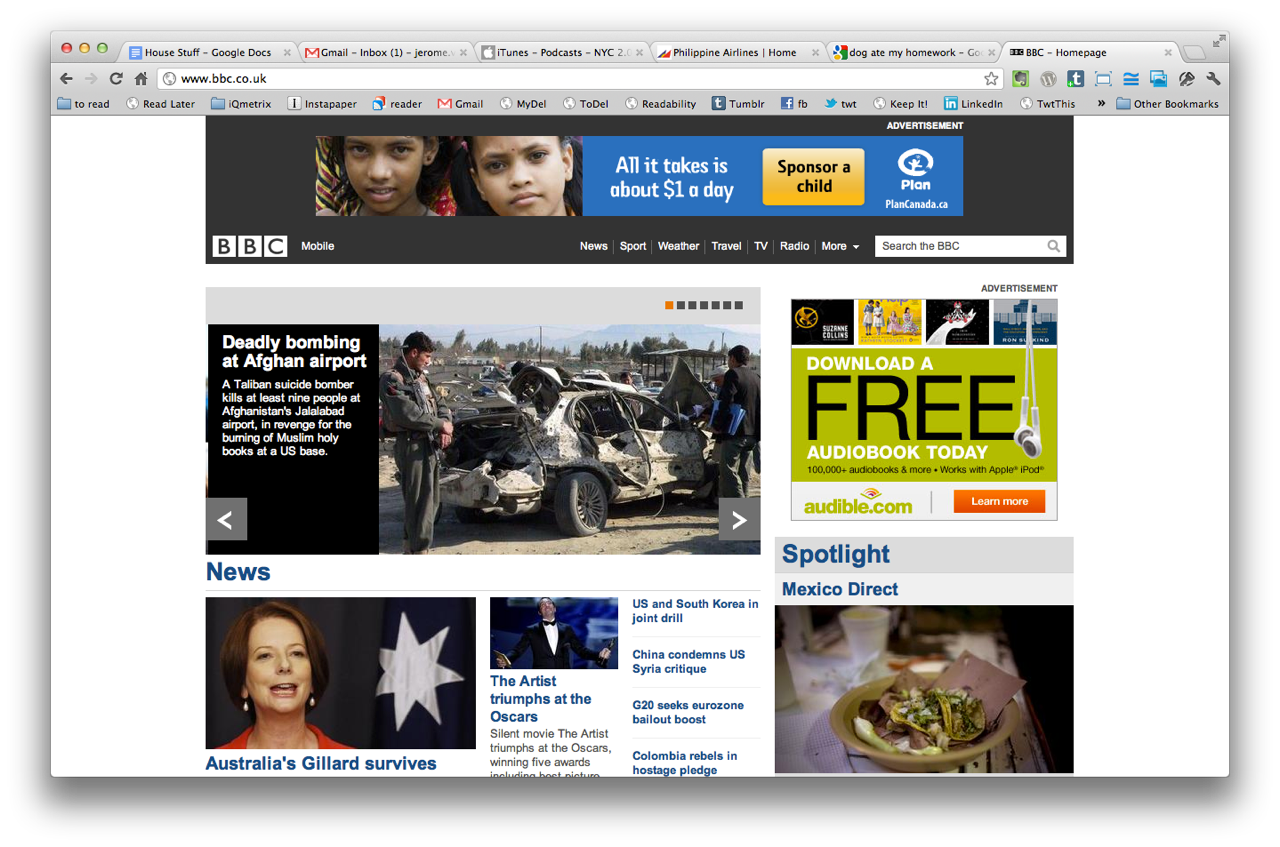 House Stuff - Google Docs
Gmail - Inbox (1) - jerome.
iTunes - Podcasts - NYC 2.0
Philippine Airlines | Home
dog ate my homework - Go
BBC BBC - Homepage
www.bbc.co.uk
to read
Read Later
iQmetrix
Instapaper
reader
Gmail
MyDel
ToDel
Readability
Tumblr
fb
twt
Keep It!
LinkedIn
TwtThis
»
Other Bookmarks
ADVERTISEMENT
All it takes is
about $1 a day
Sponsor a
child
Plan
PlanCanada.ca
BBC
Mobile
News
Sport
Weather
Travel
TV
Radio
More
Search the BBC
Deadly bombing
at Afghan airport
A Taliban suicide bomber
kills at least nine people at
Afghanistan's Jalalabad
airport, in revenge for the
burning of Muslim holy
books at a US base.
<
>
ADVERTISEMENT
SUZANNE
COLLINS
RON SUSKIND
DOWNLOAD A
FREE
AUDIOBOOK TODAY
100,000+ audiobooks & more • Works with Apple® iPod®
audible.com
Learn more
News
Australia's Gillard survives
The Artist
triumphs at the
Oscars
Silent movie The Artist
triumphs at the Oscars,
winning five awards
including best picture
US and South Korea in
joint drill
China condemns US
Syria critique
G20 seeks eurozone
bailout boost
Colombia rebels in
hostage pledge
Spotlight
Mexico Direct